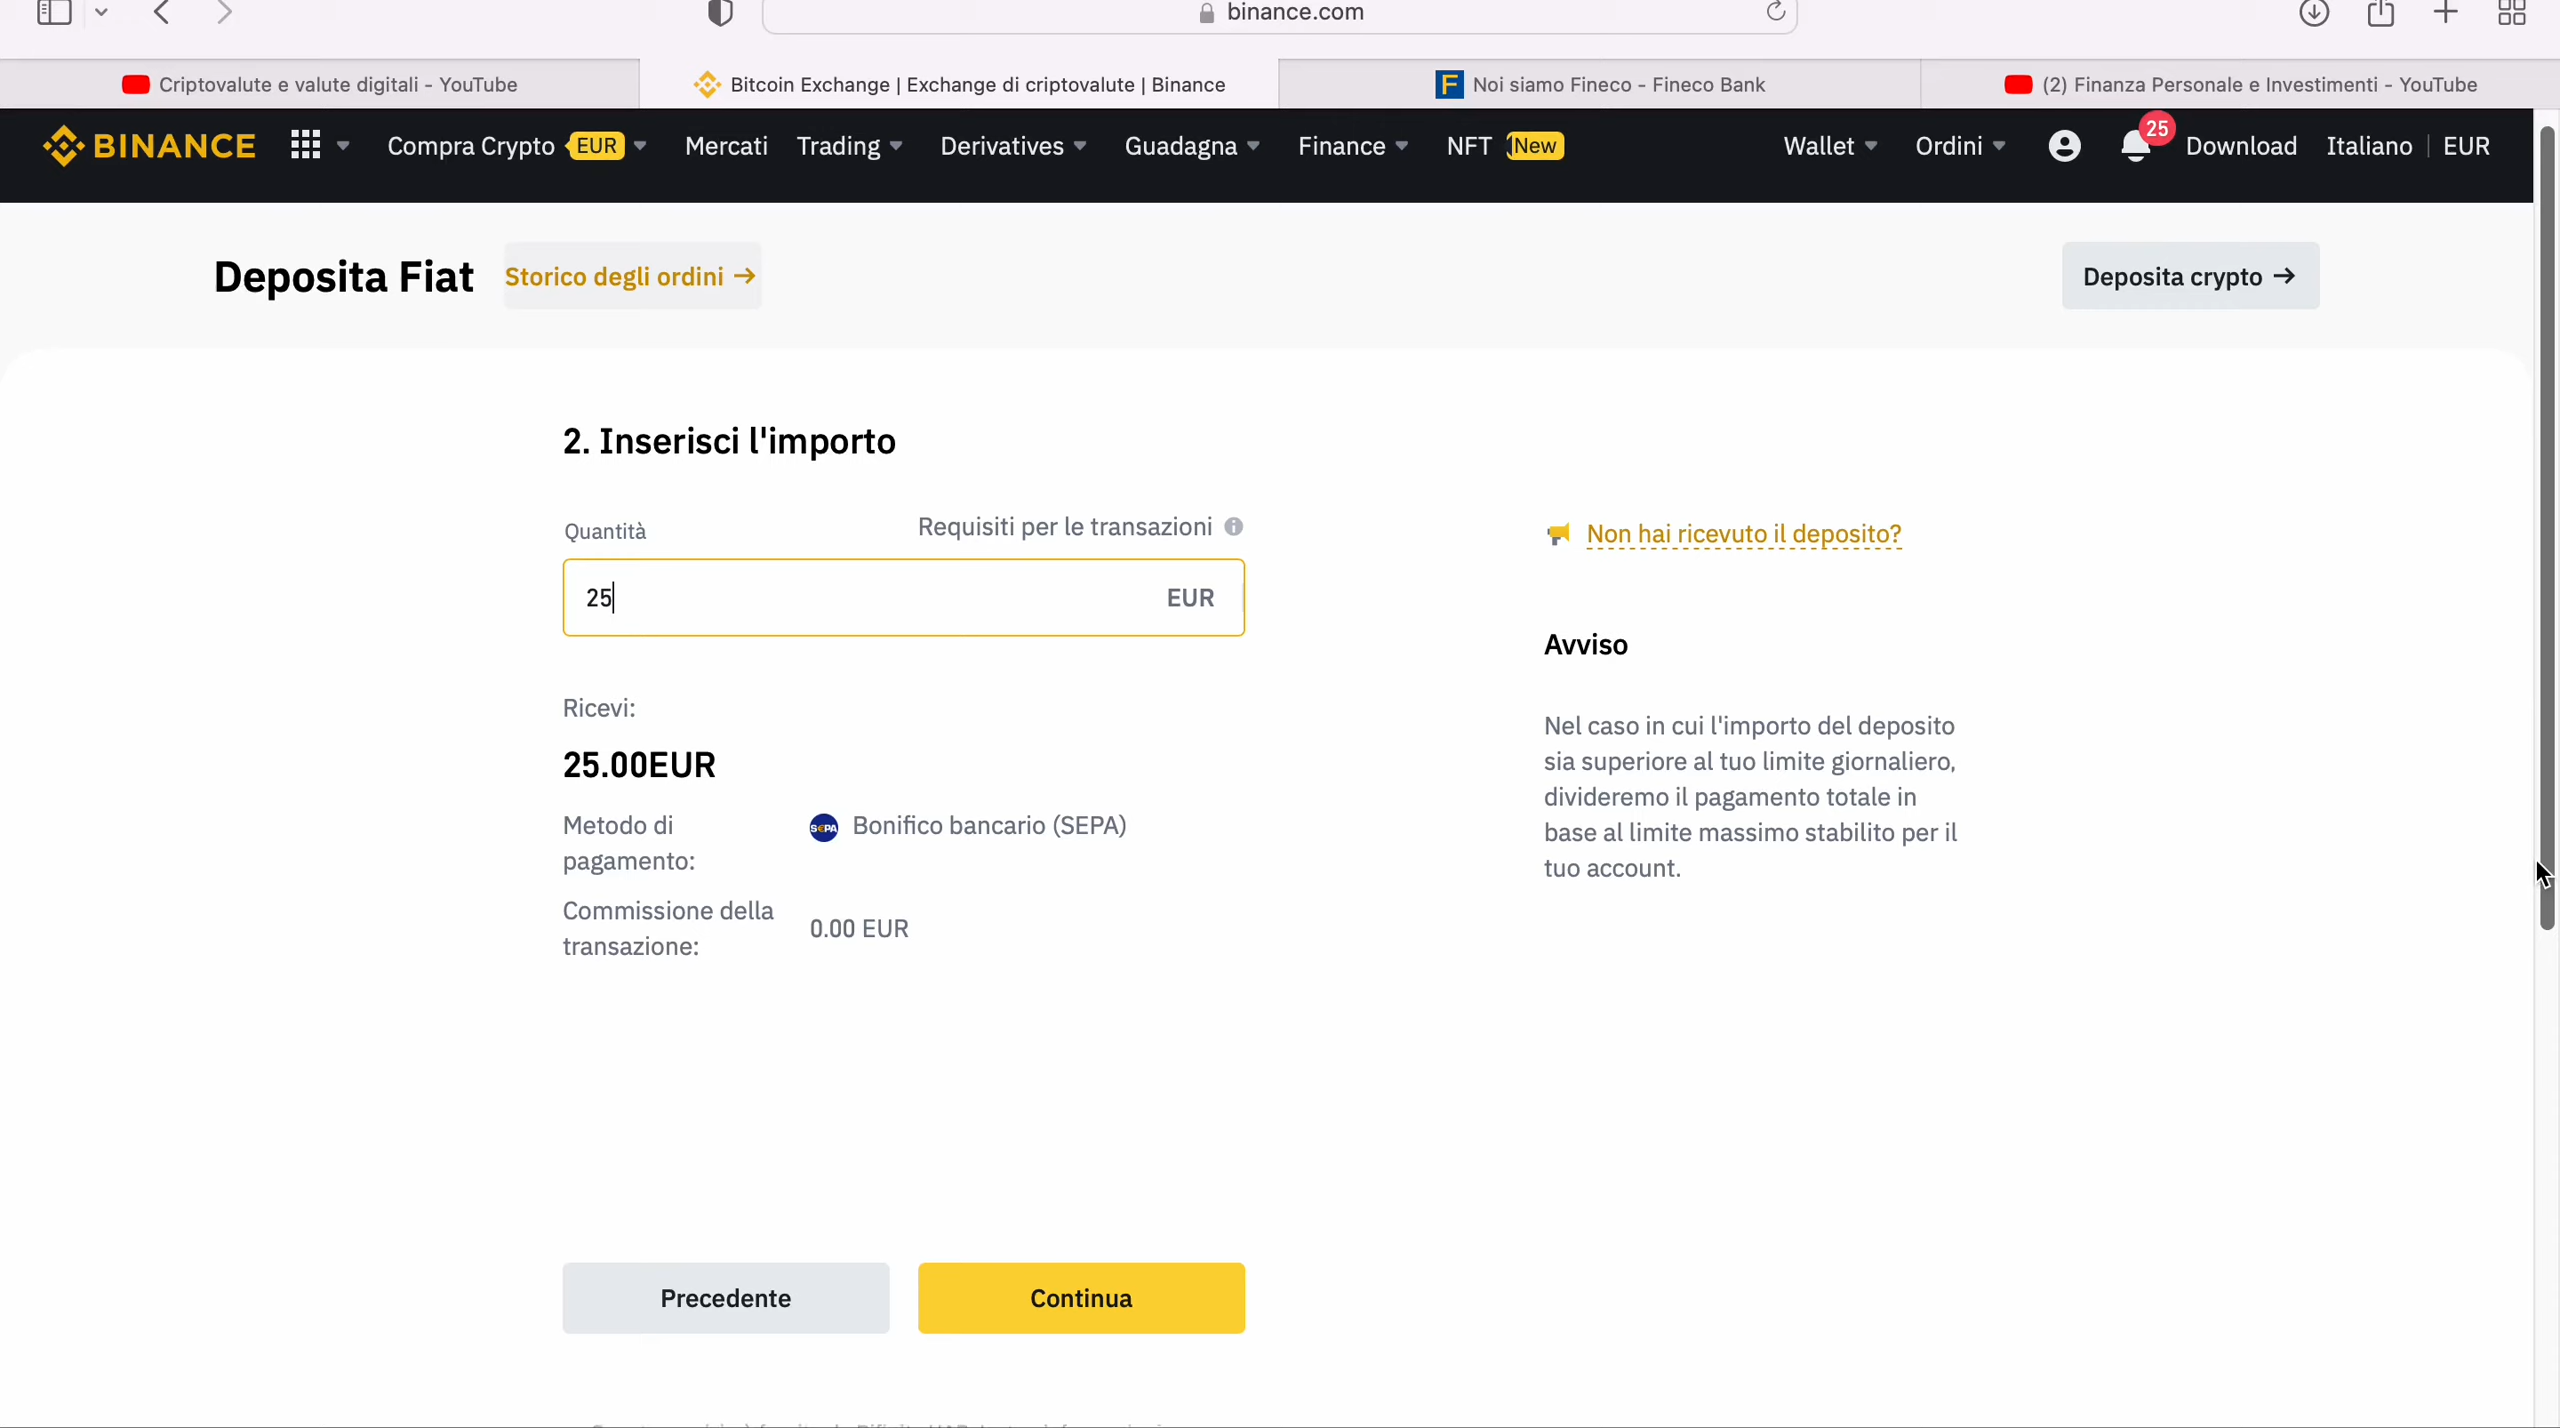 binance.com
Criptovalute e valute digitali - YouTube
Bitcoin Exchange | Exchange di criptovalute | Binance
F Noi siamo Fineco - Fineco Bank
(2) Finanza Personale e Investimenti - YouTube
BINANCE Compra Crypto EUR Mercati Trading Derivatives Guadagna Finance NFT New Wallet Ordini 25 Download Italiano EUR
Deposita Fiat Storico degli ordini → Deposita crypto →
2. Inserisci l'importo
Quantità Requisiti per le transazioni
25 EUR
Ricevi:
25.00EUR
Metodo di
pagamento:
SEPA Bonifico bancario (SEPA)
Commissione della
transazione:
0.00 EUR
Non hai ricevuto il deposito?
Avviso
Nel caso in cui l'importo del deposito
sia superiore al tuo limite giornaliero,
divideremo il pagamento totale in
base al limite massimo stabilito per il
tuo account.
Precedente Continua